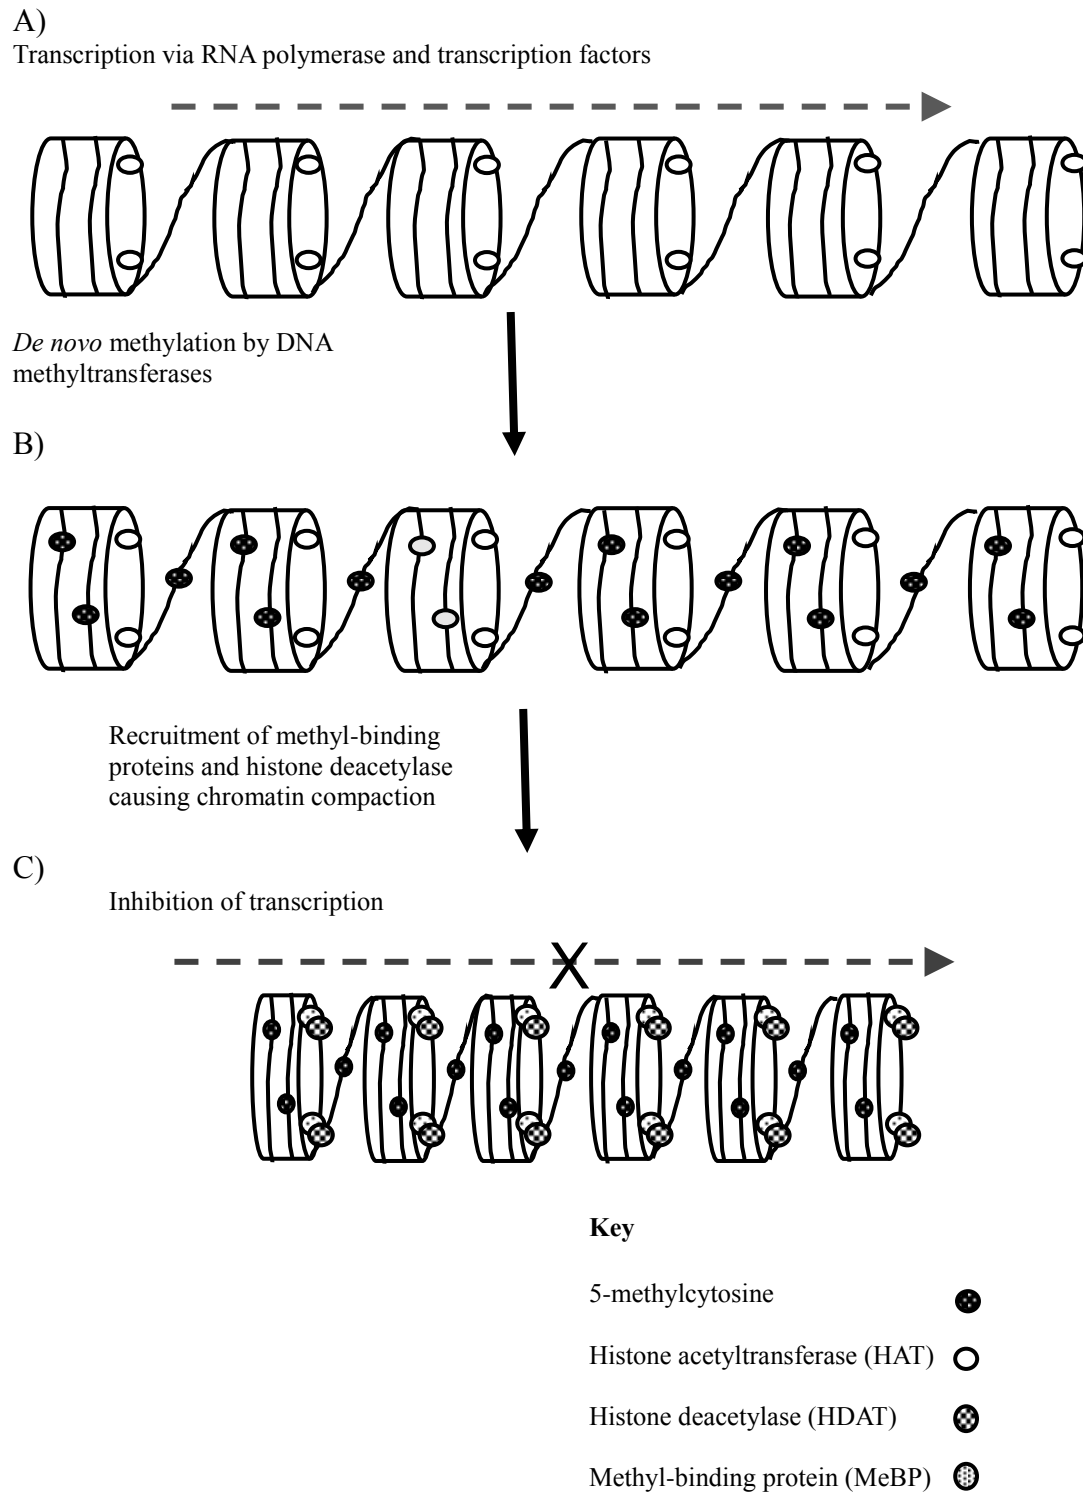 A)
Transcription via RNA polymerase and transcription factors
De novo methylation by DNA
methyltransferases
B)
Recruitment of methyl-binding
proteins and histone deacetylase
causing chromatin compaction
C)
Inhibition of transcription
X
Key
5-methylcytosine
Histone acetyltransferase (HAT)
Histone deacetylase (HDAT)
Methyl-binding protein (MeBP)